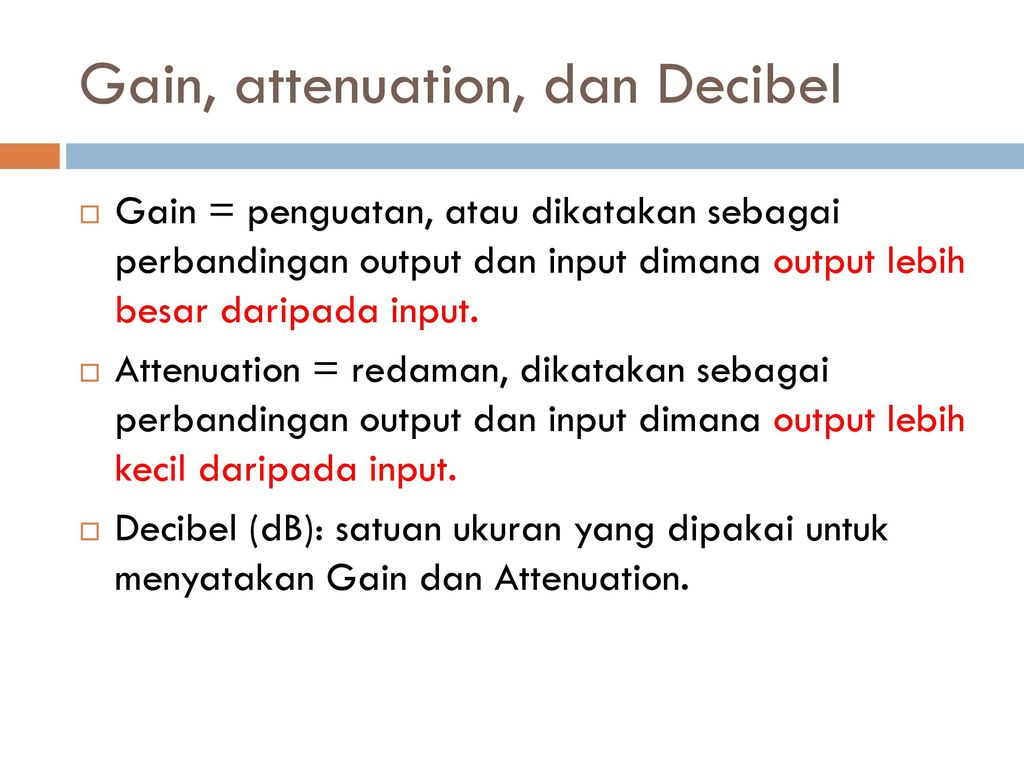 Gain, attenuation, dan Decibel
Gain = penguatan, atau dikatakan sebagai
perbandingan output dan input dimana output lebih
besar daripada input.
Attenuation = redaman, dikatakan sebagai
perbandingan output dan input dimana output lebih
kecil daripada input.
Decibel (dB): satuan ukuran yang dipakai untuk
menyatakan Gain dan Attenuation.